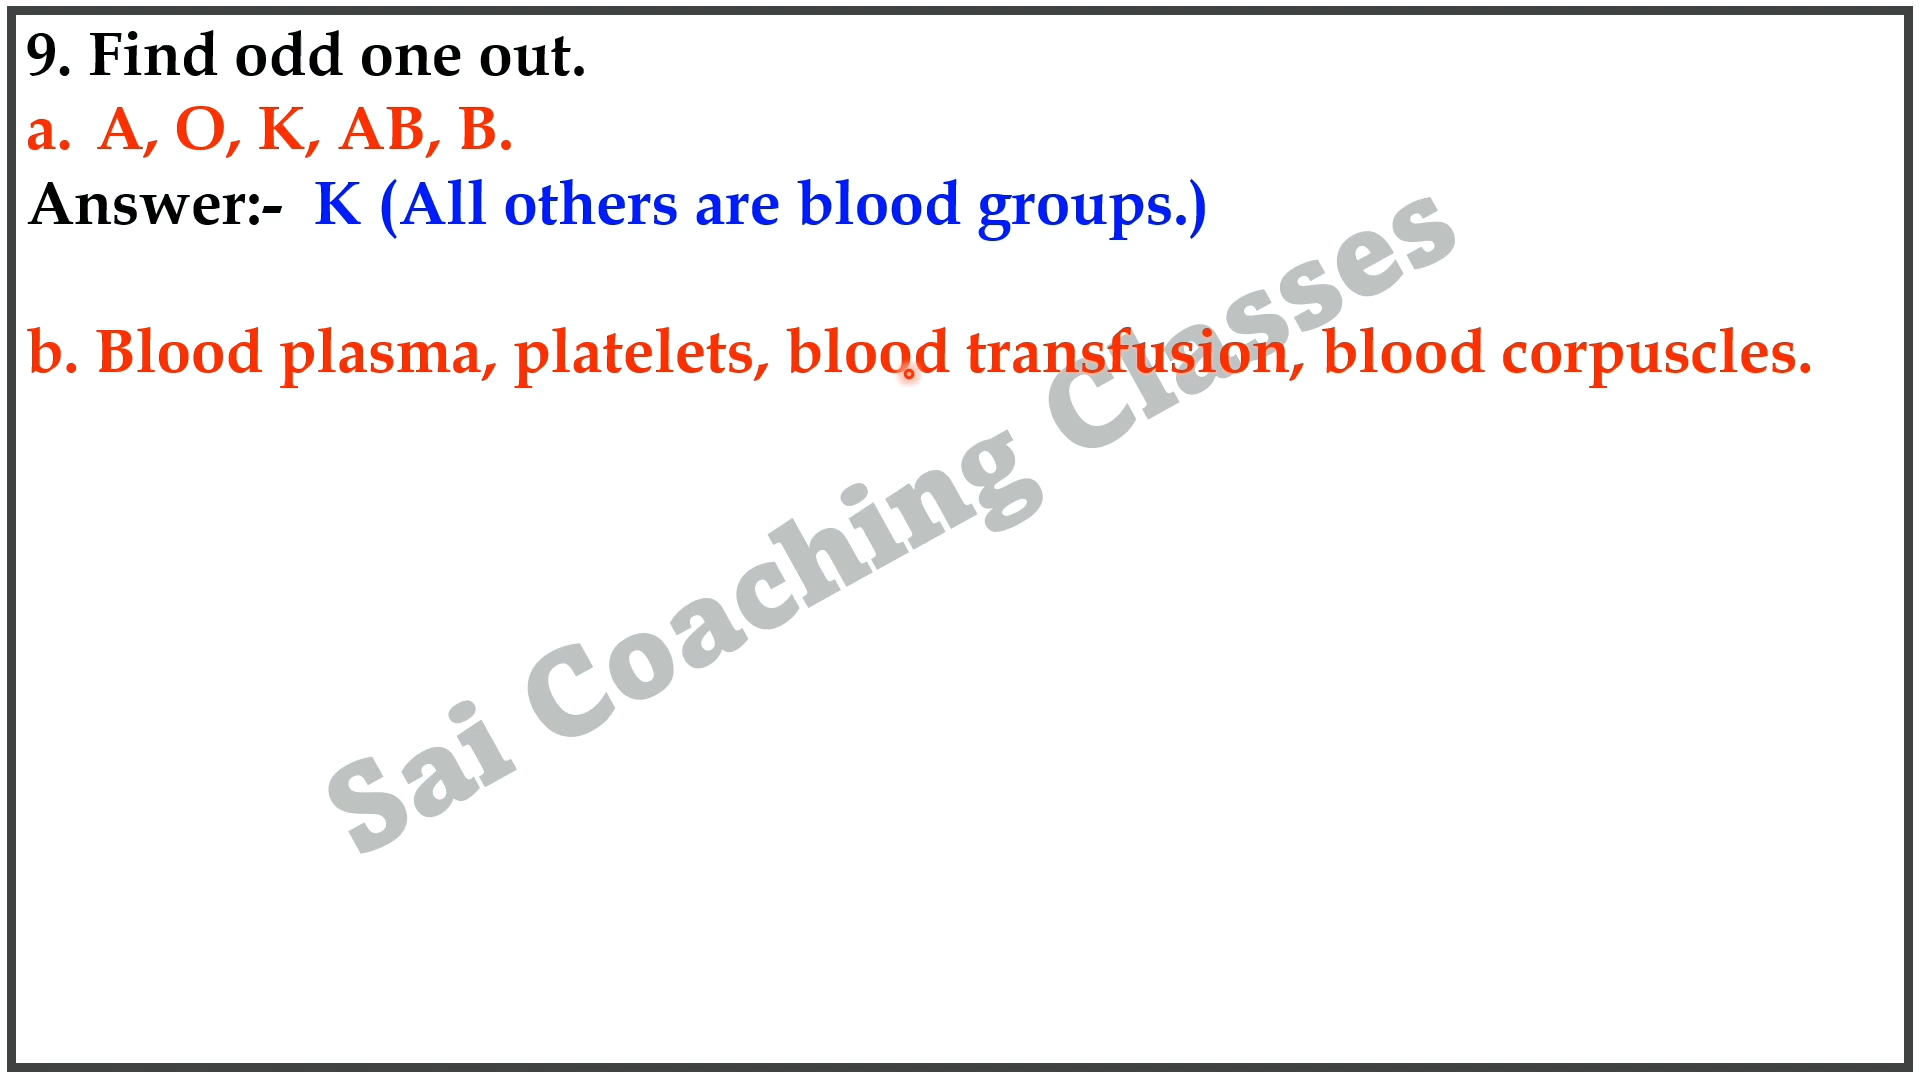 9. Find odd one out.
a. A, O, K, AB, B.
Answer:- K (All others are blood groups.)
b. Blood plasma, platelets, blood transfusion, blood corpuscles.
Sai Coaching Classes